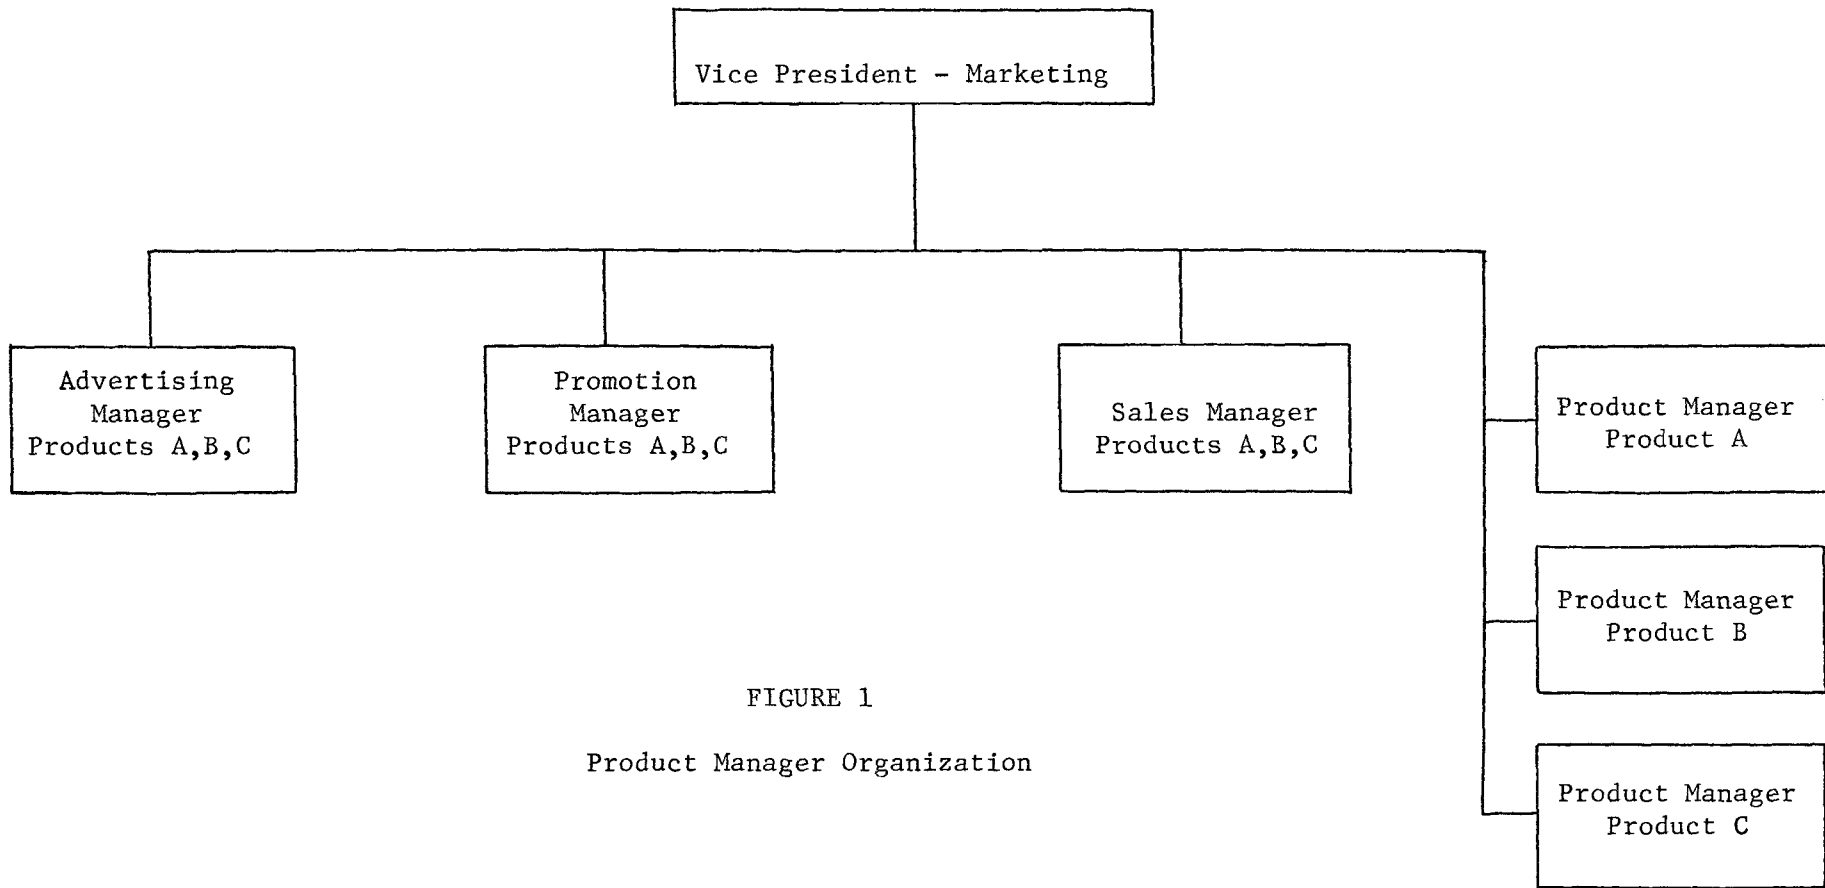 Vice President - Marketing
Advertising
Manager
Products A,B,C
Promotion
Manager
Products A,B,C
Sales Manager
Products A,B,C
Product Manager
Product A
Product Manager
Product B
Product Manager
Product C
FIGURE 1
Product Manager Organization